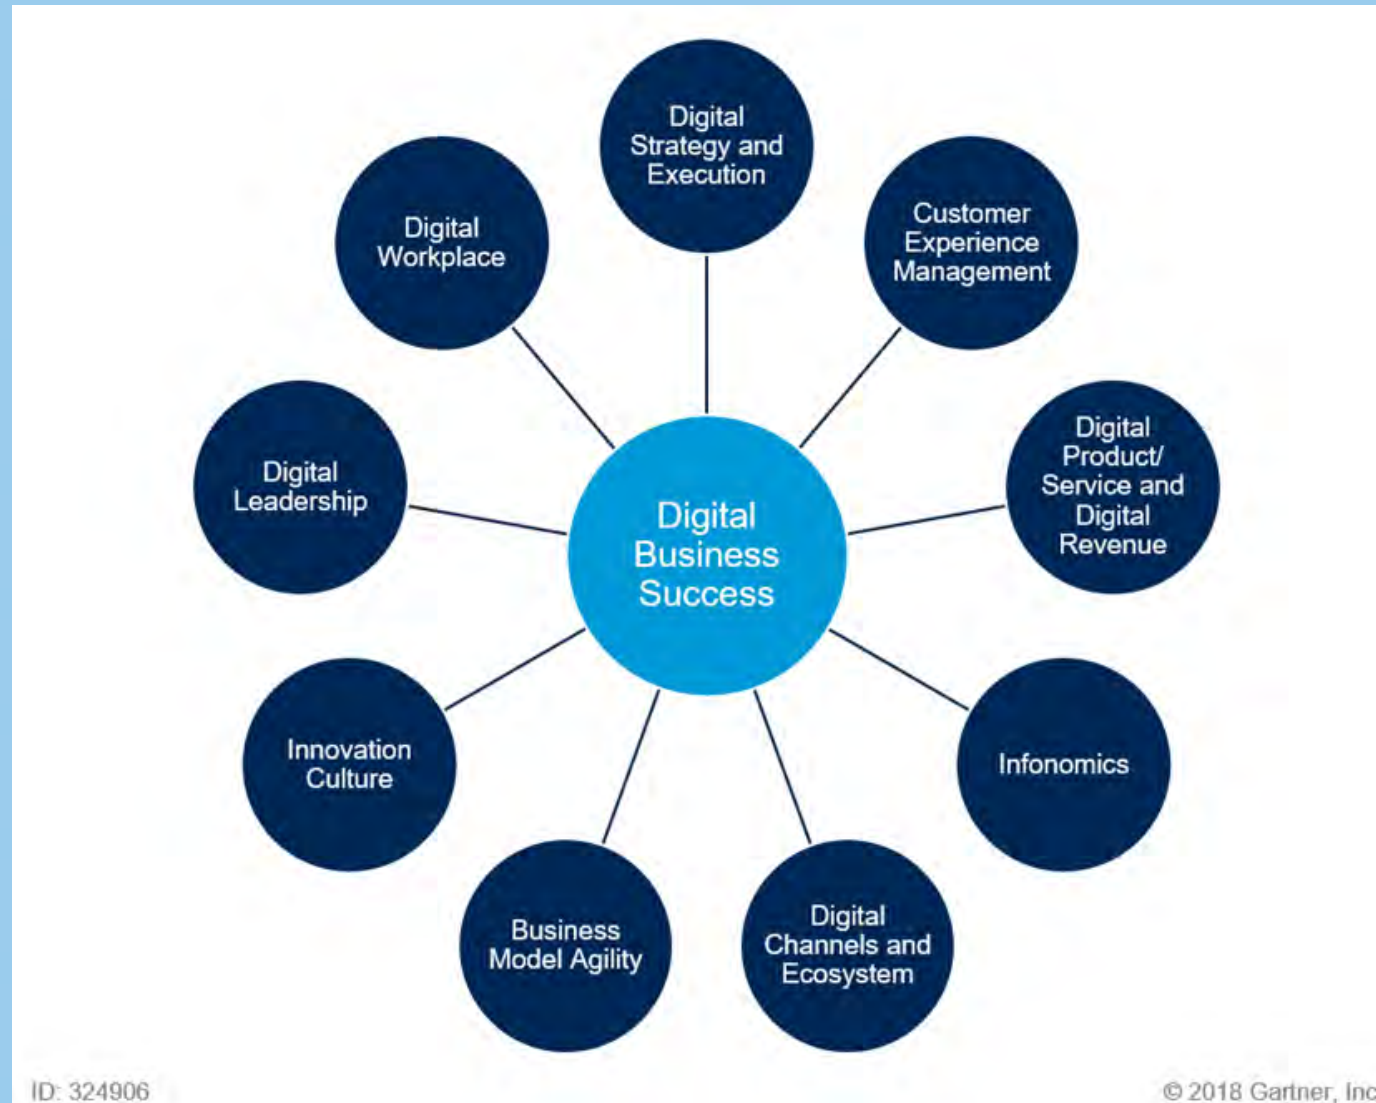 Digital
Strategy and
Execution
Customer
Experience
Management
Digital
Product/
Service and
Digital
Revenue
Infonomics
Digital
Channels and
Ecosystem
Business
Model Agility
Innovation
Culture
Digital
Leadership
Digital
Workplace
Digital
Business
Success
ID: 324906
© 2018 Gartner, Inc